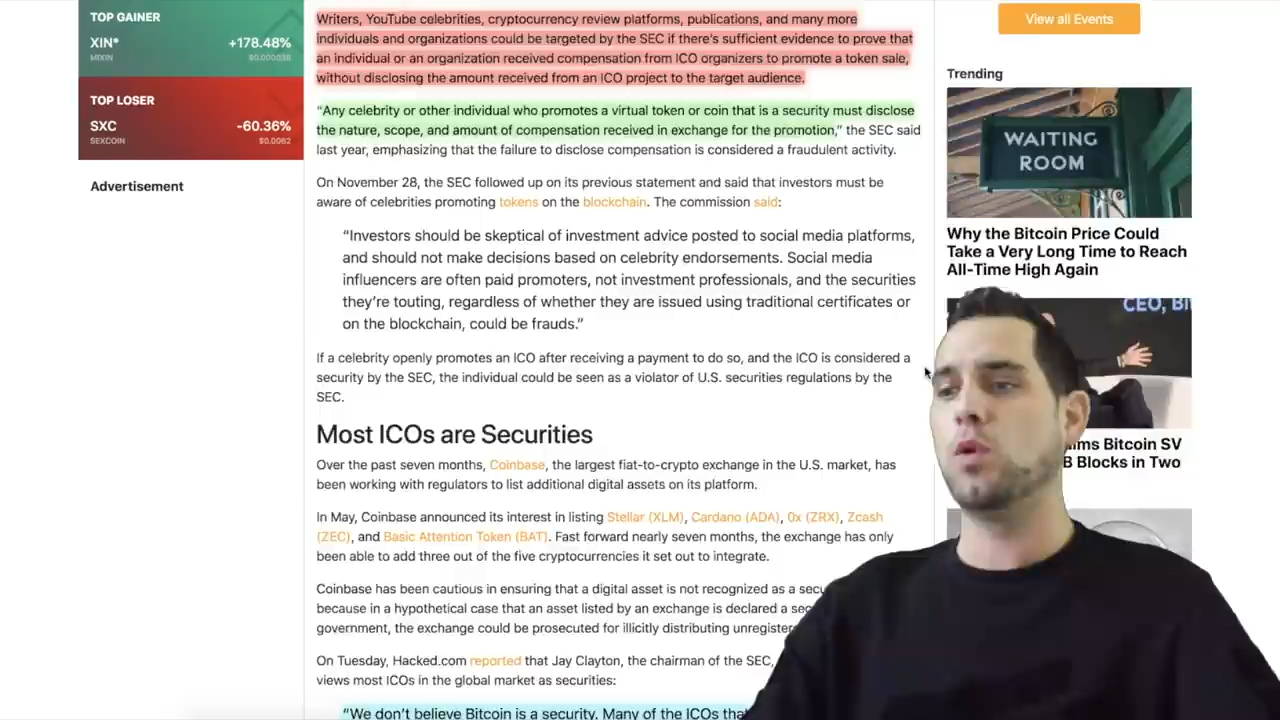 TOP GAINER
XIN* +178.48%
MIXIN $0.000038
TOP LOSER
SXC -60.36%
SEXCOIN $0.0062
Advertisement
Writers, YouTube celebrities, cryptocurrency review platforms, publications, and many more
individuals and organizations could be targeted by the SEC if there's sufficient evidence to prove that
an individual or an organization received compensation from ICO organizers to promote a token sale,
without disclosing the amount received from an ICO project to the target audience.
“Any celebrity or other individual who promotes a virtual token or coin that is a security must disclose
the nature, scope, and amount of compensation received in exchange for the promotion,” the SEC said
last year, emphasizing that the failure to disclose compensation is considered a fraudulent activity.
On November 28, the SEC followed up on its previous statement and said that investors must be
aware of celebrities promoting tokens on the blockchain. The commission said:
“Investors should be skeptical of investment advice posted to social media platforms,
and should not make decisions based on celebrity endorsements. Social media
influencers are often paid promoters, not investment professionals, and the securities
they’re touting, regardless of whether they are issued using traditional certificates or
on the blockchain, could be frauds.”
If a celebrity openly promotes an ICO after receiving a payment to do so, and the ICO is considered a
security by the SEC, the individual could be seen as a violator of U.S. securities regulations by the
SEC.
Most ICOs are Securities
Over the past seven months, Coinbase, the largest fiat-to-crypto exchange in the U.S. market, has
been working with regulators to list additional digital assets on its platform.
In May, Coinbase announced its interest in listing Stellar (XLM), Cardano (ADA), 0x (ZRX), Zcash
(ZEC), and Basic Attention Token (BAT). Fast forward nearly seven months, the exchange has only
been able to add three out of the five cryptocurrencies it set out to integrate.
Coinbase has been cautious in ensuring that a digital asset is not recognized as a secu
because in a hypothetical case that an asset listed by an exchange is declared a sec
government, the exchange could be prosecuted for illicitly distributing unregister
On Tuesday, Hacked.com reported that Jay Clayton, the chairman of the SEC,
views most ICOs in the global market as securities:
“We don’t believe Bitcoin is a security. Many of the ICOs that
View all Events
Trending
WAITING
ROOM
Why the Bitcoin Price Could
Take a Very Long Time to Reach
All-Time High Again
CEO, BI
ims Bitcoin SV
B Blocks in Two